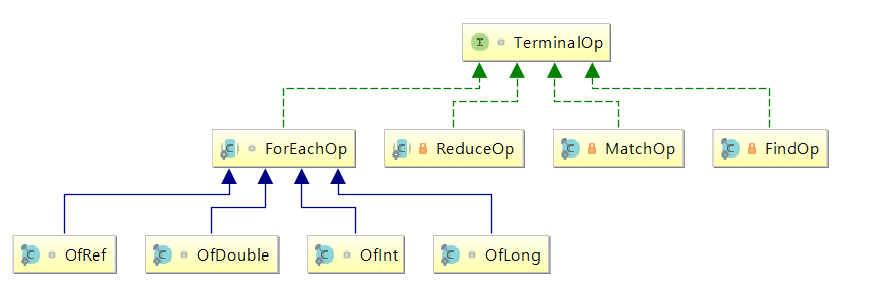 TerminalOp
ForEachOp
ReduceOp
MatchOp
FindOp
OfRef
OfDouble
OfInt
OfLong